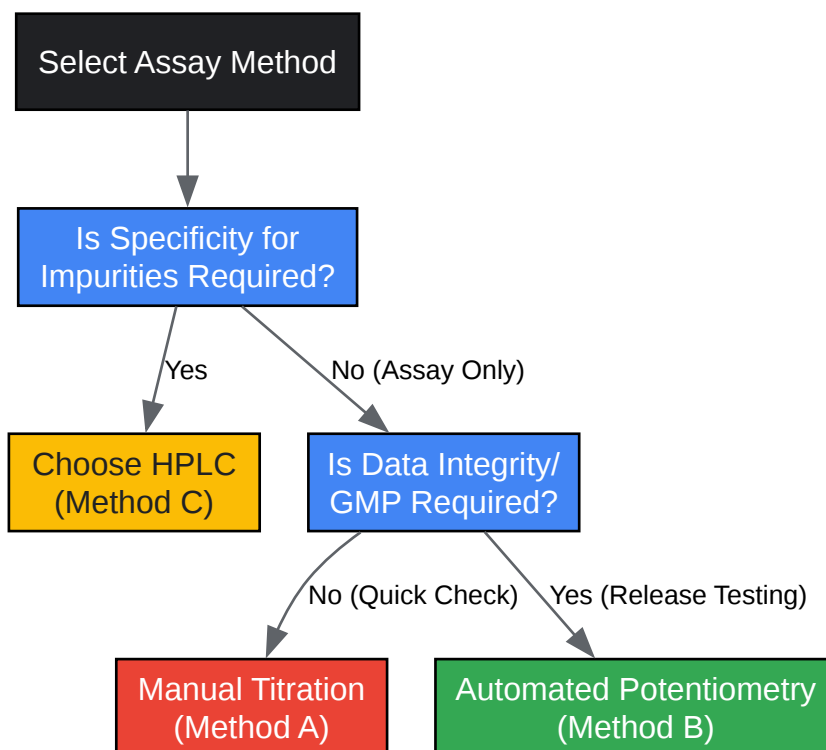 Select Assay Method
Is Specificity for
Impurities Required?
Yes
No (Assay Only)
Choose HPLC
(Method C)
Is Data Integrity/
GMP Required?
No (Quick Check)
Yes (Release Testing)
Manual Titration
(Method A)
Automated Potentiometry
(Method B)